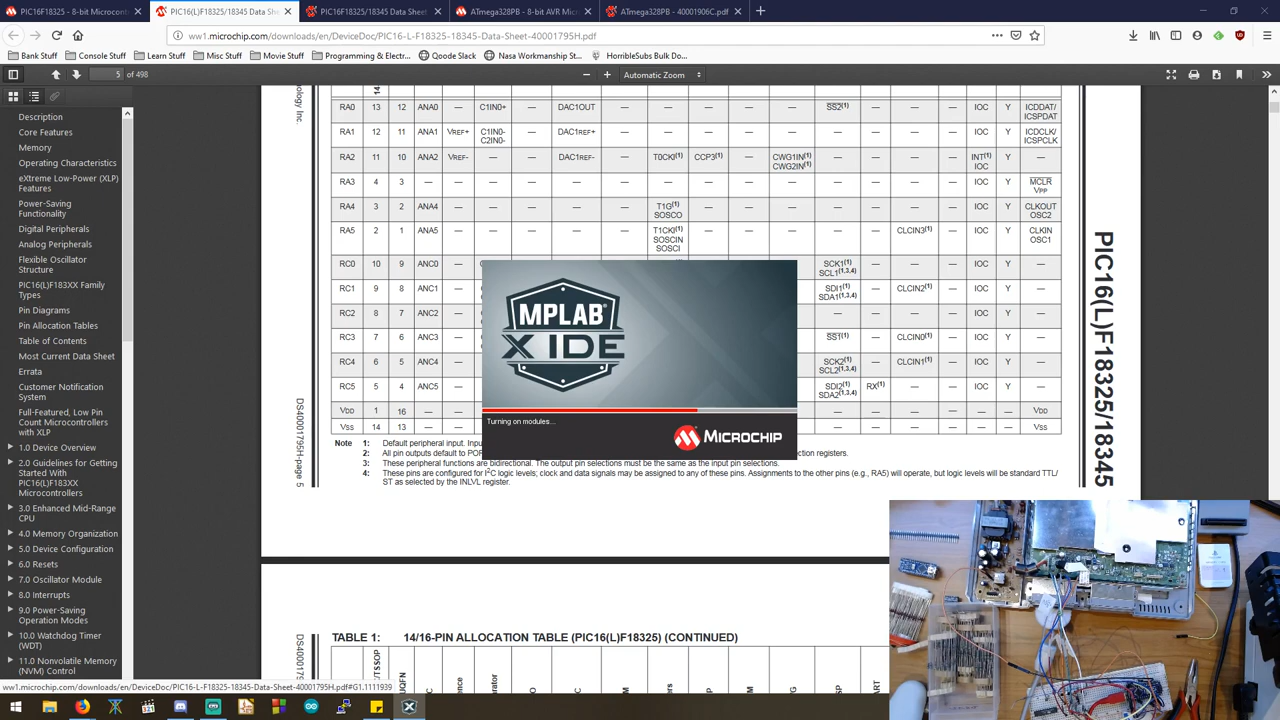 PIC16F18325 - 8-bit Microcont
PIC16(L)F18325/18345 Data She
PIC16F18325/18345 Data Sheet
ATmega328PB - 8-bit AVR Micro
ATmega328PB - 40001906C.pdf
ww1.microchip.com/downloads/en/DeviceDoc/PIC16-L-F18325-18345-Data-Sheet-40001795H.pdf
Bank Stuff
Console Stuff
Learn Stuff
Misc Stuff
Movie Stuff
Programming & Electr...
Qoode Slack
Nasa Workmanship St...
HorribleSubs Bulk Do...
5 of 498
Automatic Zoom
Description
Core Features
Memory
Operating Characteristics
eXtreme Low-Power (XLP)
Features
Power-Saving
Functionality
Digital Peripherals
Analog Peripherals
Flexible Oscillator
Structure
PIC16(L)F183XX Family
Types
Pin Diagrams
Pin Allocation Tables
Table of Contents
Most Current Data Sheet
Errata
Customer Notification
System
Full-Featured, Low Pin
Count Microcontrollers
with XLP
1.0 Device Overview
2.0 Guidelines for Getting
Started With
PIC16(L)F183XX
Microcontrollers
3.0 Enhanced Mid-Range
CPU
4.0 Memory Organization
5.0 Device Configuration
6.0 Resets
7.0 Oscillator Module
8.0 Interrupts
9.0 Power-Saving
Operation Modes
10.0 Watchdog Timer
(WDT)
11.0 Nonvolatile Memory
(NVM) Control
nology Inc.
RA0 13 12 ANA0 — C1IN0+ — DAC1OUT — — — — — SS2(1) — — — IOC Y ICDDAT/
ICSPDAT
RA1 12 11 ANA1 VREF+ C1IN0- — DAC1REF+ — — — — — — — — — IOC Y ICDCLK/
C2IN0- ICSPCLK
RA2 11 10 ANA2 VREF- — — DAC1REF- — T0CKI(1) CCP3(1) — CWG1IN(1) — — — — INT(1) Y —
CWG2IN(1) IOC
RA3 4 3 — — — — — — — — — — — — — — IOC Y MCLR
VPP
RA4 3 2 ANA4 — — — — — T1G(1) — — — — — — — IOC Y CLKOUT
SOSCO OSC2
RA5 2 1 ANA5 — — — — — T1CKI(1) — — — — — CLCIN3(1) — IOC Y CLKIN
SOSCIN OSC1
SOSCI
RC0 10 9 ANC0 — SCK1(1) — — — IOC Y —
SCL1(1,3,4)
RC1 9 8 ANC1 — SDI1(1) — CLCIN2(1) — IOC Y —
SDA1(1,3,4)
RC2 8 7 ANC2 — — — — — IOC Y —
RC3 7 6 ANC3 — SS1(1) — CLCIN0(1) — IOC Y —
RC4 6 5 ANC4 — SCK2(1) — CLCIN1(1) — IOC Y —
SCL2(1,3,4)
RC5 5 4 ANC5 — SDI2(1) RX(1) — — IOC Y —
SDA2(1,3,4)
VDD 1 16 — — — — — — — — VDD
VSS 14 13 — — — — — — — — VSS
Note 1: Default peripheral input. Inpu
2: All pin outputs default to POR ction registers.
3: These peripheral functions are bidirectional. The output pin selections must be the same as the input pin selections.
4: These pins are configured for I2C logic levels; clock and data signals may be assigned to any of these pins. Assignments to the other pins (e.g., RA5) will operate, but logic levels will be standard TTL/
ST as selected by the INLVL register.
PIC16(L)F18325/18345
DS40001795H-page 5
MPLAB®
X IDE
Turning on modules...
MICROCHIP
TABLE 1: 14/16-PIN ALLOCATION TABLE (PIC16(L)F18325) (CONTINUED)
ww1.microchip.com/downloads/en/DeviceDoc/PIC16-L-F18325-18345-Data-Sheet-40001795H.pdf#G1.1111939